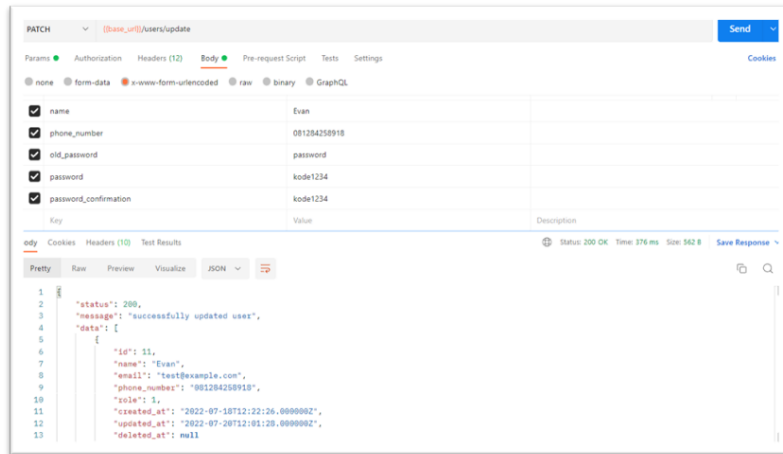 PATCH {{base_url}}/users/update Send
Params Authorization Headers (12) Body Pre-request Script Tests Settings Cookies
none form-data x-www-form-urlencoded raw binary GraphQL
name Evan
phone_number 081284258918
old_password password
password kode1234
password_confirmation kode1234
Key Value Description
ody Cookies Headers (10) Test Results Status: 200 OK Time: 376 ms Size: 562 B Save Response
Pretty Raw Preview Visualize JSON
1 {
2 "status": 200,
3 "message": "successfully updated user",
4 "data": [
5 {
6 "id": 11,
7 "name": "Evan",
8 "email": "test@example.com",
9 "phone_number": "081284258918",
10 "role": 1,
11 "created_at": "2022-07-18T12:22:26.000000Z",
12 "updated_at": "2022-07-20T12:01:28.000000Z",
13 "deleted_at": null